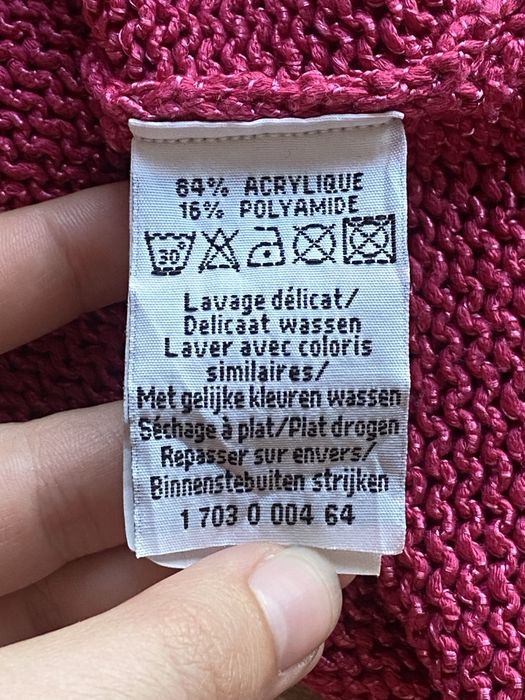 84% ACRYLIQUE
16% POLYAMIDE
30°
Lavage délicat/
Delicaat wassen
Laver avec coloris
similaires/
Met gelijke kleuren wassen
Séchage à plat/Plat drogen
Repasser sur envers/
Binnenstebuiten strijken
1 703 0 004 64